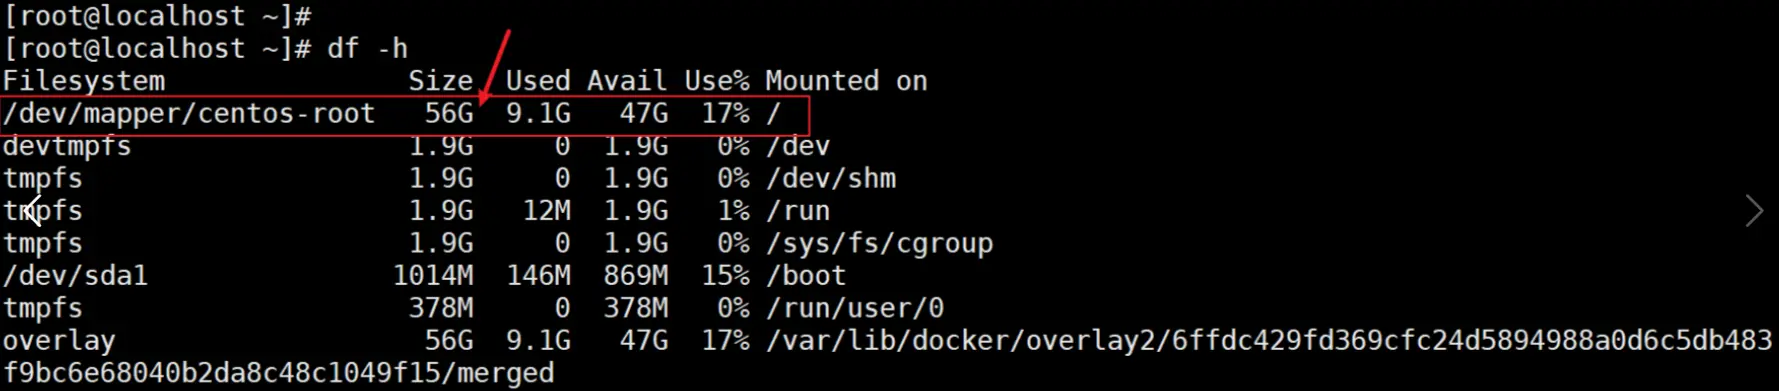 [root@localhost ~]#
[root@localhost ~]# df -h
Filesystem               Size  Used Avail Use% Mounted on
/dev/mapper/centos-root   56G  9.1G   47G  17% /
devtmpfs                 1.9G     0  1.9G   0% /dev
tmpfs                    1.9G     0  1.9G   0% /dev/shm
tmpfs                    1.9G   12M  1.9G   1% /run
tmpfs                    1.9G     0  1.9G   0% /sys/fs/cgroup
/dev/sda1               1014M  146M  869M  15% /boot
tmpfs                    378M     0  378M   0% /run/user/0
overlay                   56G  9.1G   47G  17% /var/lib/docker/overlay2/6ffdc429fd369cfc24d5894988a0d6c5db483
f9bc6e68040b2da8c48c1049f15/merged